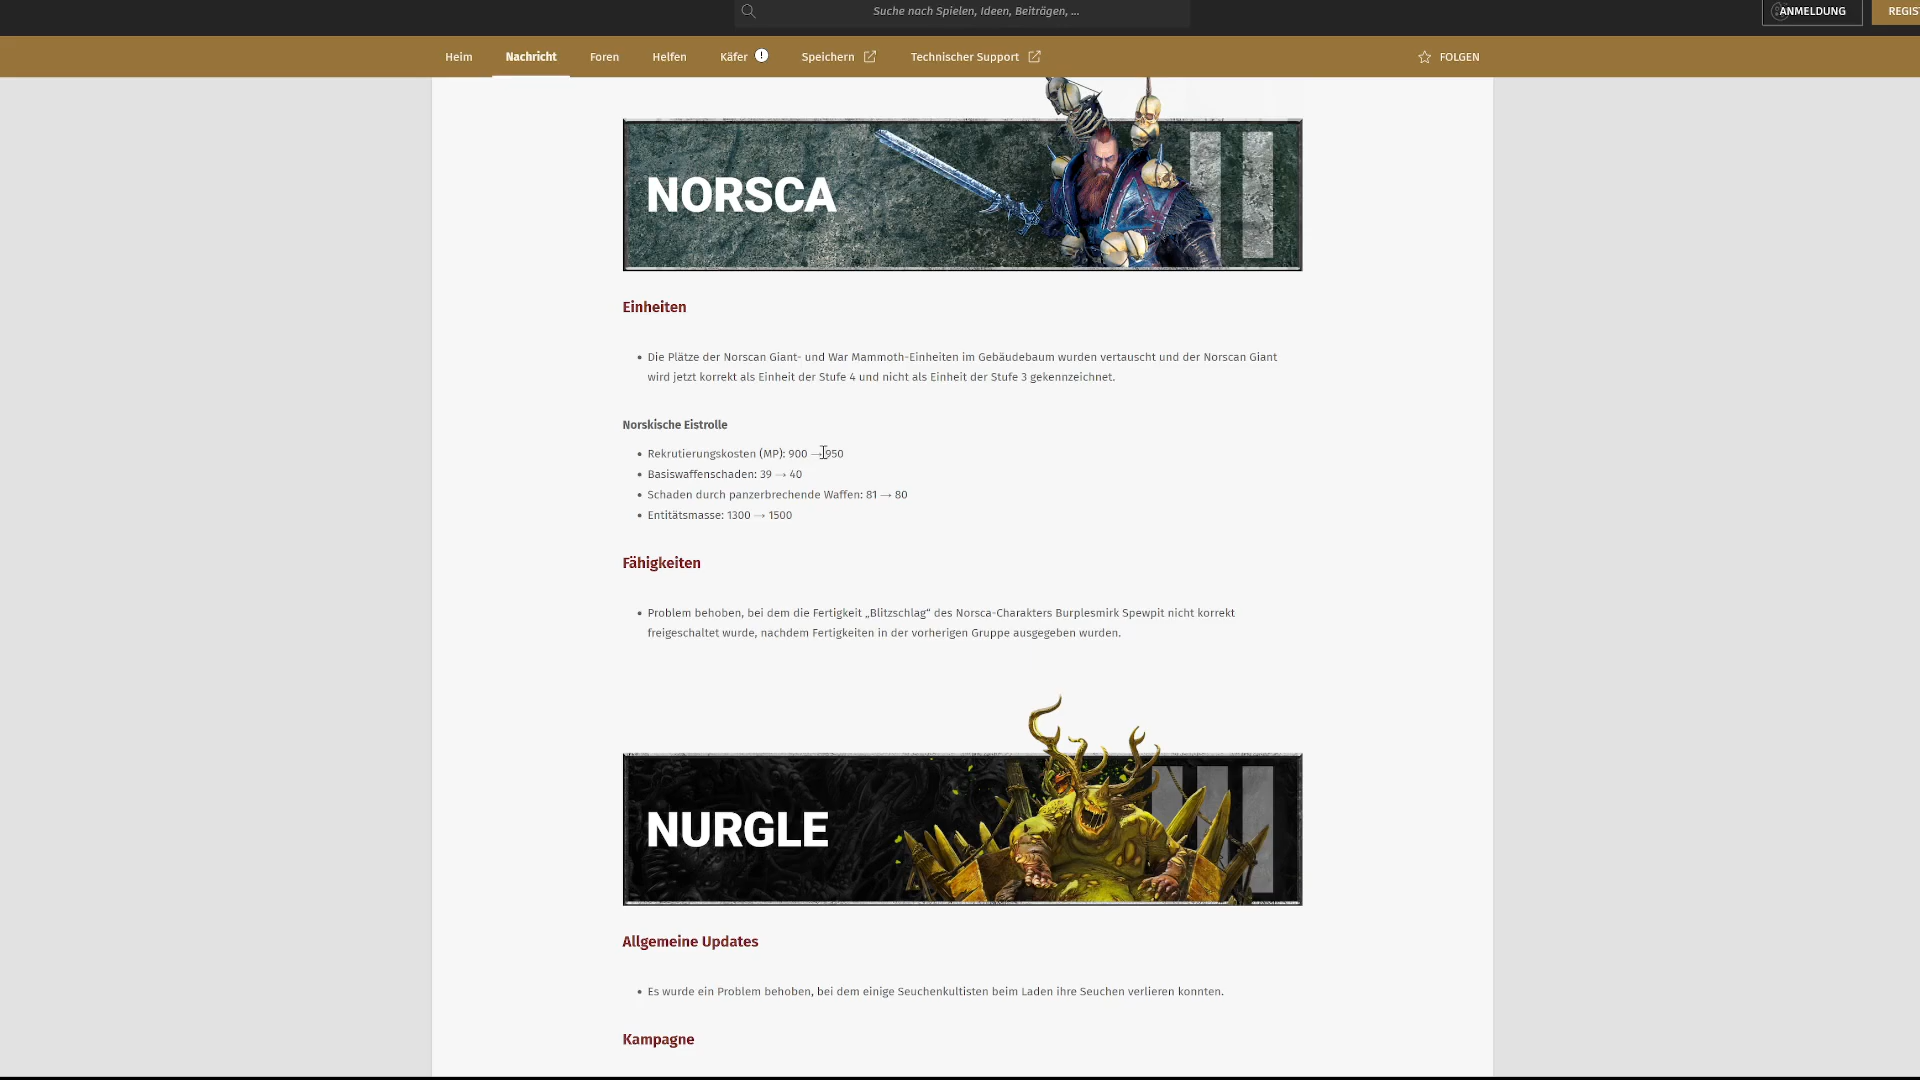 Suche nach Spielen, Ideen, Beiträgen, ...
ANMELDUNG
REGIS
Heim
Nachricht
Foren
Helfen
Käfer
Speichern
Technischer Support
FOLGEN
NORSCA
Einheiten
• Die Plätze der Norscan Giant- und War Mammoth-Einheiten im Gebäudebaum wurden vertauscht und der Norscan Giant
wird jetzt korrekt als Einheit der Stufe 4 und nicht als Einheit der Stufe 3 gekennzeichnet.
Norskische Eistrolle
• Rekrutierungskosten (MP): 900 → 950
• Basiswaffenschaden: 39 → 40
• Schaden durch panzerbrechende Waffen: 81 → 80
• Entitätsmasse: 1300 → 1500
Fähigkeiten
• Problem behoben, bei dem die Fertigkeit „Blitzschlag“ des Norsca-Charakters Burplesmirk Spewpit nicht korrekt
freigeschaltet wurde, nachdem Fertigkeiten in der vorherigen Gruppe ausgegeben wurden.
NURGLE
Allgemeine Updates
• Es wurde ein Problem behoben, bei dem einige Seuchenkultisten beim Laden ihre Seuchen verlieren konnten.
Kampagne